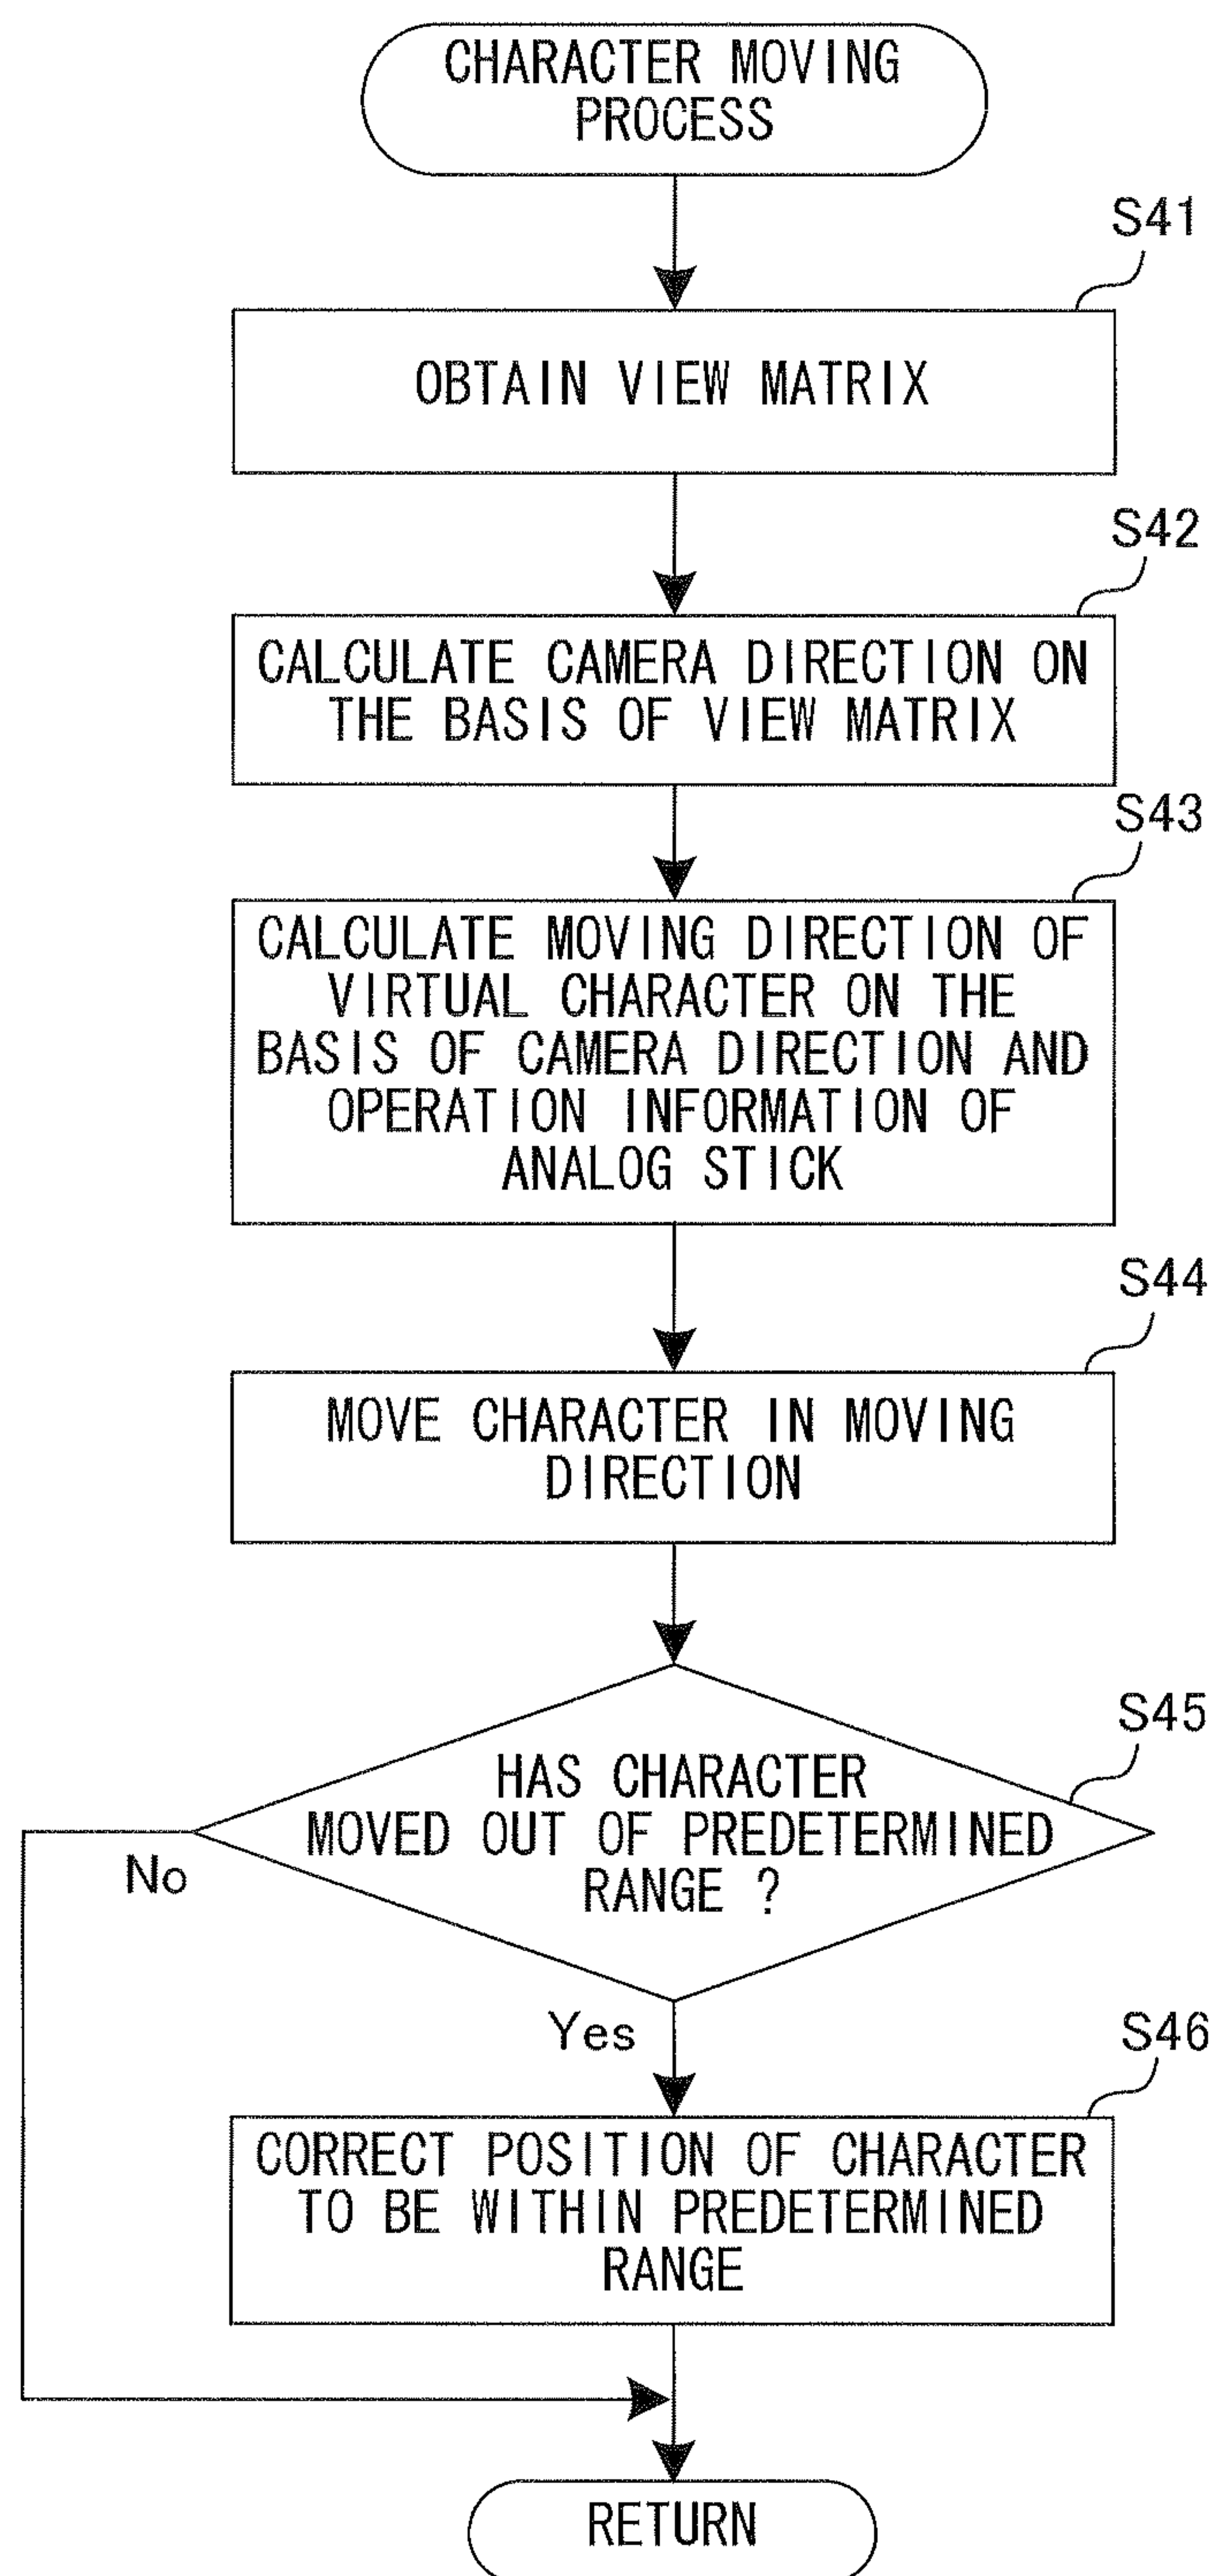 CHARACTER MOVING
PROCESS
S41
OBTAIN VIEW MATRIX
S42
CALCULATE CAMERA DIRECTION ON
THE BASIS OF VIEW MATRIX
S43
CALCULATE MOVING DIRECTION OF
VIRTUAL CHARACTER ON THE
BASIS OF CAMERA DIRECTION AND
OPERATION INFORMATION OF
ANALOG STICK
S44
MOVE CHARACTER IN MOVING
DIRECTION
S45
HAS CHARACTER
MOVED OUT OF PREDETERMINED
RANGE ?
No
Yes
S46
CORRECT POSITION OF CHARACTER
TO BE WITHIN PREDETERMINED
RANGE
RETURN